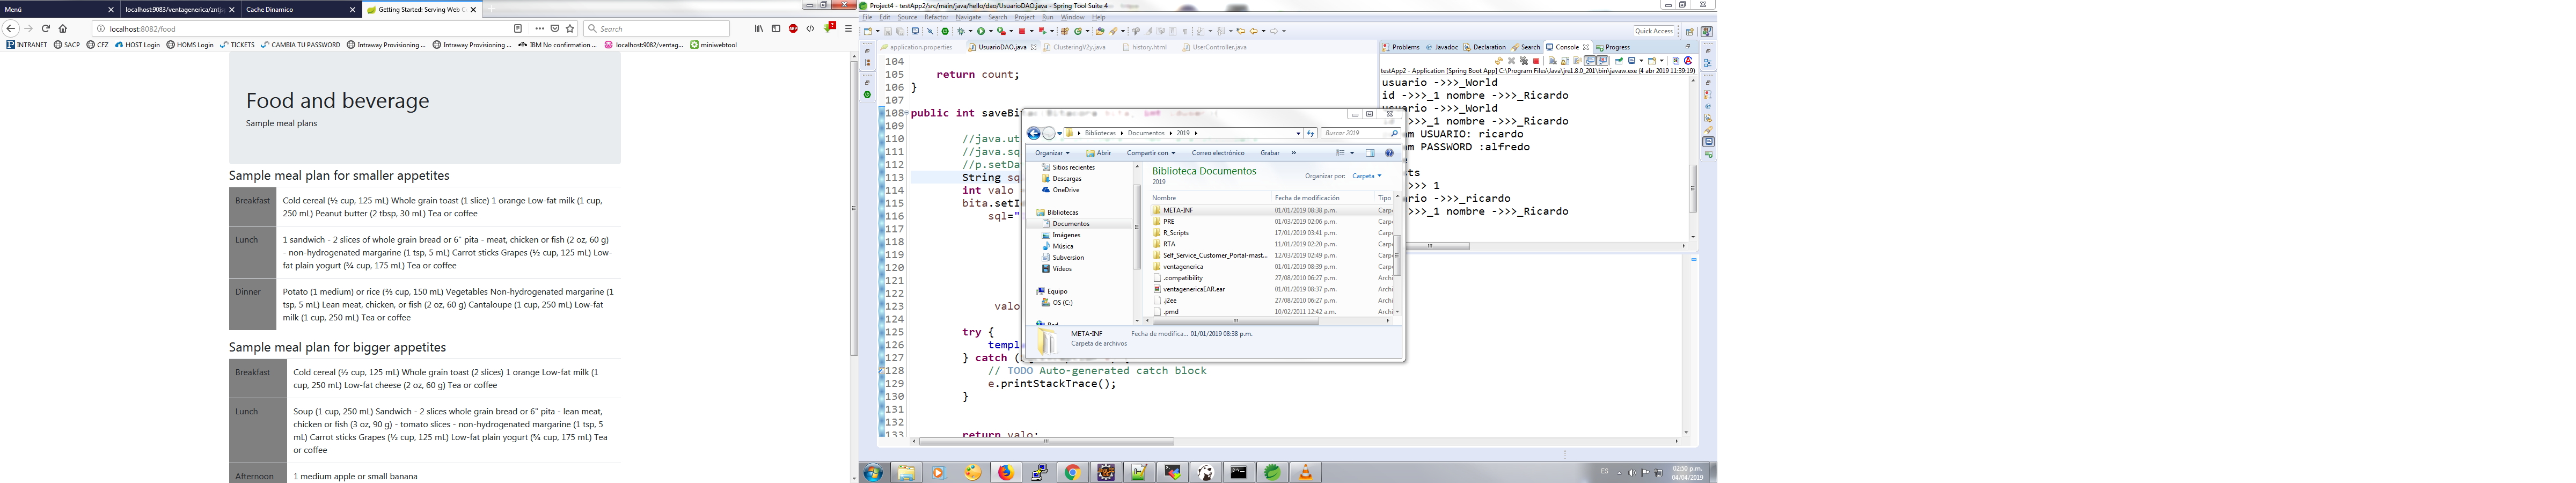 Menú
localhost:9083/ventagenerica/zntjs
Cache Dinamico
Getting Started: Serving Web C
localhost:8082/food
Search
INTRANET SACP CFZ HOST Login HOMS Login TICKETS CAMBIA TU PASSWORD Intraway Provisioning ... Intraway Provisioning ... IBM No confirmation ... localhost:9082/ventag... miniwebtool
Food and beverage
Sample meal plans
Sample meal plan for smaller appetites
Breakfast
Cold cereal (½ cup, 125 mL) Whole grain toast (1 slice) 1 orange Low-fat milk (1
cup, 250 mL) Peanut butter (2 tbsp, 30 mL) Tea or coffee
Lunch
1 sandwich - 2 slices of whole grain bread or 6" pita - meat, chicken or fish (2 oz, 60 g)
- non-hydrogenated margarine (1 tsp, 5 mL) Carrot sticks Grapes (½ cup, 125 mL) Low-
fat plain yogurt (¾ cup, 175 mL) Tea or coffee
Dinner
Potato (1 medium) or rice (⅔ cup, 150 mL) Vegetables Non-hydrogenated margarine (1
tsp, 5 mL) Lean meat, chicken, or fish (2 oz, 60 g) Cantaloupe (1 cup, 250 mL) Low-fat
milk (1 cup, 250 mL) Tea or coffee
Sample meal plan for bigger appetites
Breakfast
Cold cereal (½ cup, 125 mL) Whole grain toast (2 slices) 1 orange Low-fat milk (1
cup, 250 mL) Low-fat cheese (2 oz, 60 g) Tea or coffee
Lunch
Soup (1 cup, 250 mL) Sandwich - 2 slices whole grain bread or 6" pita - lean meat,
chicken or fish (3 oz, 90 g) - tomato slices - non-hydrogenated margarine (1 tsp, 5
mL) Carrot sticks Grapes (½ cup, 125 mL) Low-fat plain yogurt (¾ cup, 175 mL) Tea
or coffee
Afternoon
1 medium apple or small banana
Project4 - testApp2/src/main/java/hello/dao/UsuarioDAO.java - Spring Tool Suite 4
File Edit Source Refactor Navigate Search Project Run Window Help
Quick Access
application.properties UsuarioDAO.java ClusteringV2y.java history.html UserController.java
104
105 return count;
106 }
107
108 public int saveBi
109
110 //java.ut
111 //java.sq
112 //p.setDa
113 String sq
114 int valo
115 bita.setI
116 sql="
117
118
119
120
121
122
123 valo
124
125 try {
126 templ
127 } catch (
128 // TODO Auto-generated catch block
129 e.printStackTrace();
130 }
131
132
133 return valo;
Bibliotecas Documentos 2019
Buscar 2019
Organizar Abrir Compartir con Correo electrónico Grabar »
Sitios recientes
Descargas
OneDrive
Bibliotecas
Documentos
Imágenes
Música
Subversion
Vídeos
Equipo
OS (C:)
Red
Biblioteca Documentos
2019
Organizar por: Carpeta
Nombre Fecha de modificación Tipo
META-INF 01/01/2019 08:38 p.m. Carpe
PRE 01/03/2019 02:06 p.m. Carpe
R_Scripts 17/01/2019 03:41 p.m. Carpe
RTA 11/01/2019 02:20 p.m. Carpe
Self_Service_Customer_Portal-mast... 12/03/2019 02:49 p.m. Carpe
ventagenerica 01/01/2019 08:39 p.m. Carpe
.compatibility 27/08/2010 06:27 p.m. Archi
ventagenericaEAR.ear 01/01/2019 08:37 p.m. Archi
.j2ee 27/08/2010 06:27 p.m. Archi
.pmd 10/02/2011 12:42 a.m. Archi
META-INF Fecha de modifica... 01/01/2019 08:38 p.m.
Carpeta de archivos
Problems Javadoc Declaration Search Console Progress
testApp2 - Application [Spring Boot App] C:\Program Files\Java\jre1.8.0_201\bin\javaw.exe (4 abr 2019 11:39:19)
usuario ->>>_World
id ->>>_1 nombre ->>>_Ricardo
usuario ->>>_World
_1 nombre ->>>_Ricardo
m USUARIO: ricardo
m PASSWORD :alfredo
e
ts
>>> 1
->>>_ricardo
>_1 nombre ->>>_Ricardo
ES
02:50 p.m.
04/04/2019